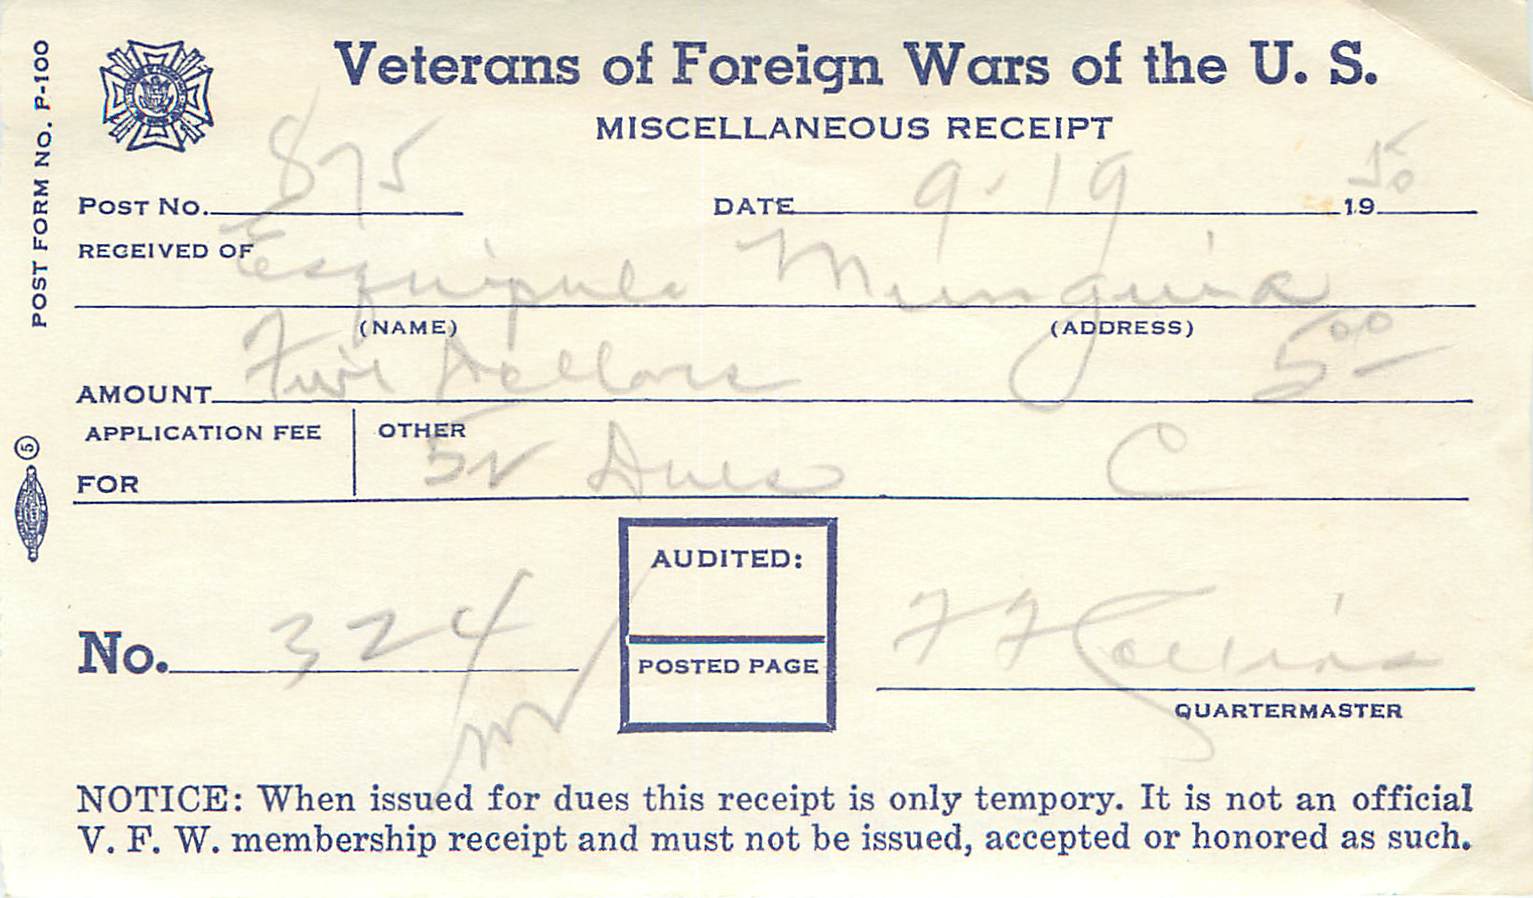 Veterans of Foreign Wars of the U. S.
MISCELLANEOUS RECEIPT
POST FORM NO. P-100
POST NO. 875 DATE 9-19 1950
RECEIVED OF Esquipula Munguia
(NAME) (ADDRESS)
AMOUNT Five Dollars 5 00
APPLICATION FEE OTHER
FOR Dues C
5
AUDITED:
No. 324
POSTED PAGE
QUARTERMASTER
NOTICE: When issued for dues this receipt is only tempory. It is not an official
V. F. W. membership receipt and must not be issued, accepted or honored as such.